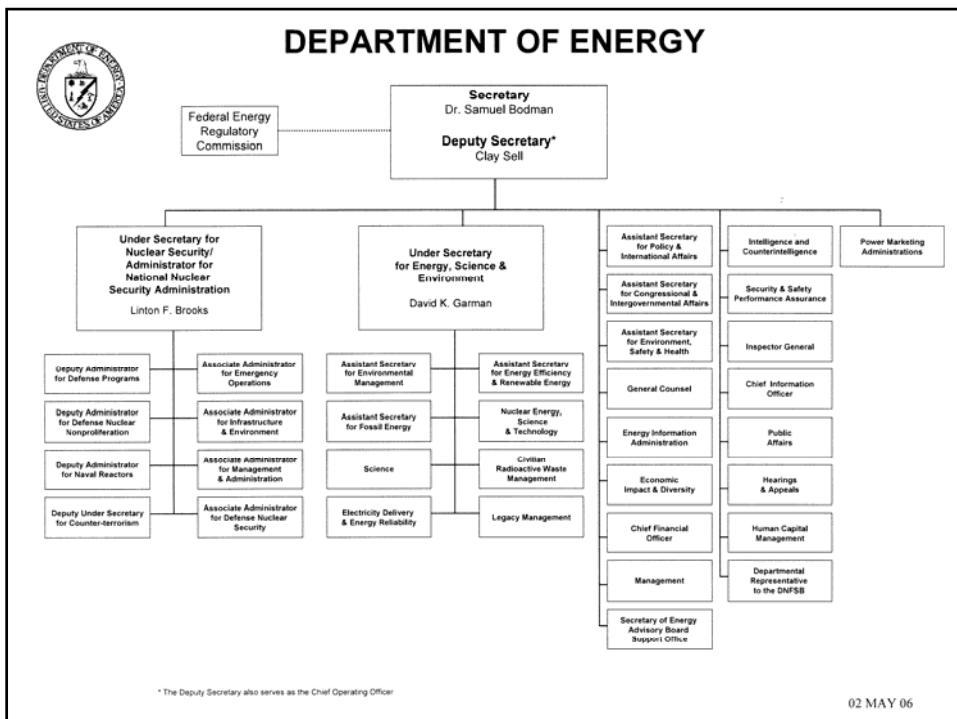 DEPARTMENT OF ENERGY
DEPARTMENT OF ENERGY
UNITED STATES OF AMERICA
Secretary
Dr. Samuel Bodman
Deputy Secretary*
Clay Sell
Federal Energy
Regulatory
Commission
Under Secretary for
Nuclear Security/
Administrator for
National Nuclear
Security Administration
Linton F. Brooks
Deputy Administrator
for Defense Programs
Associate Administrator
for Emergency
Operations
Deputy Administrator
for Defense Nuclear
Nonproliferation
Associate Administrator
for Infrastructure
& Environment
Deputy Administrator
for Naval Reactors
Associate Administrator
for Management
& Administration
Deputy Under Secretary
for Counter-terrorism
Associate Administrator
for Defense Nuclear
Security
Under Secretary
for Energy, Science &
Environment
David K. Garman
Assistant Secretary
for Environmental
Management
Assistant Secretary
for Energy Efficiency
& Renewable Energy
Assistant Secretary
for Fossil Energy
Nuclear Energy,
Science
& Technology
Science
Civilian
Radioactive Waste
Management
Electricity Delivery
& Energy Reliability
Legacy Management
Assistant Secretary
for Policy &
International Affairs
Assistant Secretary
for Congressional &
Intergovernmental Affairs
Assistant Secretary
for Environment,
Safety & Health
General Counsel
Energy Information
Administration
Economic
Impact & Diversity
Chief Financial
Officer
Management
Secretary of Energy
Advisory Board
Support Office
Intelligence and
Counterintelligence
Security & Safety
Performance Assurance
Inspector General
Chief Information
Officer
Public
Affairs
Hearings
& Appeals
Human Capital
Management
Departmental
Representative
to the DNFSB
Power Marketing
Administrations
* The Deputy Secretary also serves as the Chief Operating Officer
02 MAY 06